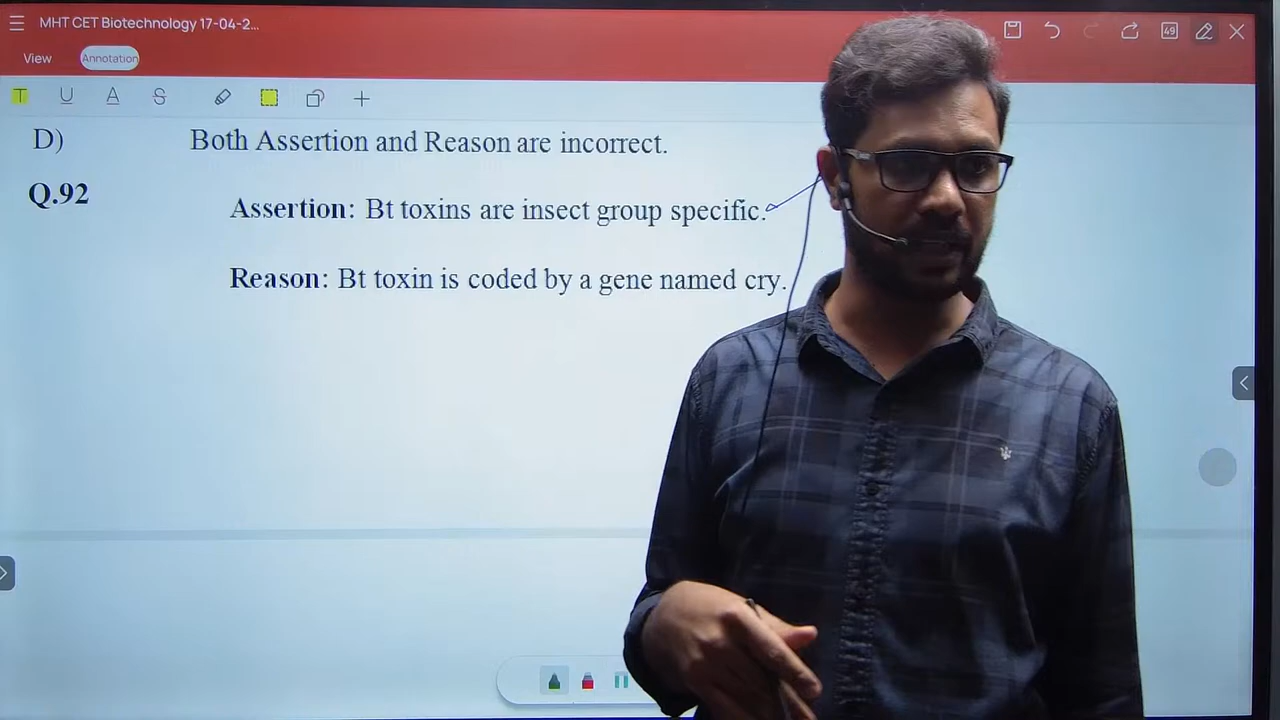 MHT CET Biotechnology 17-04-2...
View
Annotation
49
T U A S
D) Both Assertion and Reason are incorrect.
Q.92
Assertion: Bt toxins are insect group specific.
Reason: Bt toxin is coded by a gene named cry.